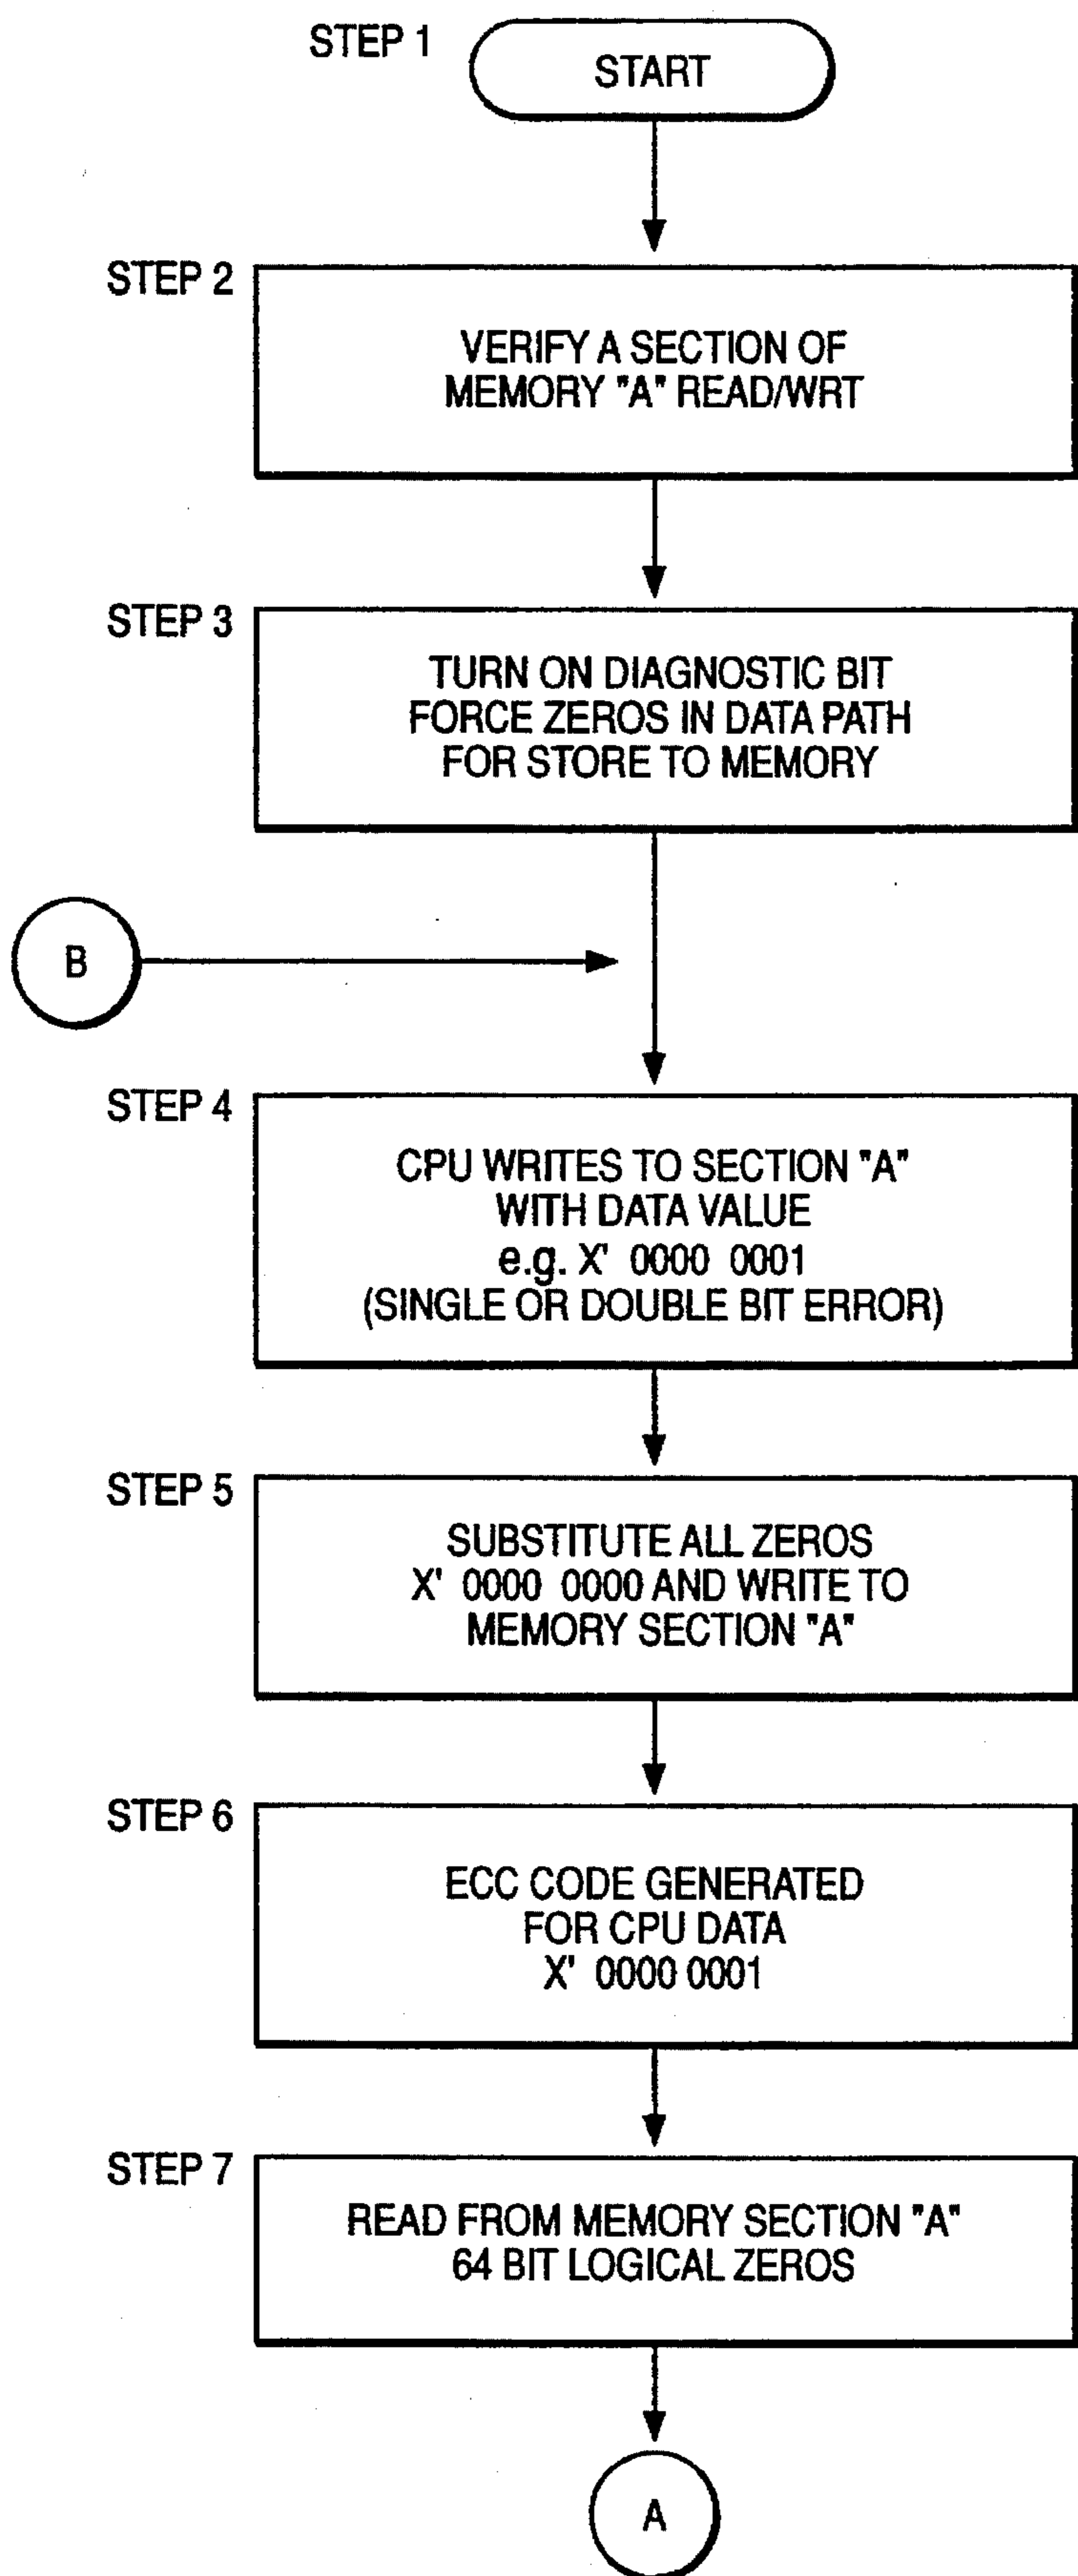 STEP 1
START
STEP 2
VERIFY A SECTION OF
MEMORY "A" READ/WRT
STEP 3
TURN ON DIAGNOSTIC BIT
FORCE ZEROS IN DATA PATH
FOR STORE TO MEMORY
B
STEP 4
CPU WRITES TO SECTION "A"
WITH DATA VALUE
e.g. X' 0000 0001
(SINGLE OR DOUBLE BIT ERROR)
STEP 5
SUBSTITUTE ALL ZEROS
X' 0000 0000 AND WRITE TO
MEMORY SECTION "A"
STEP 6
ECC CODE GENERATED
FOR CPU DATA
X' 0000 0001
STEP 7
READ FROM MEMORY SECTION "A"
64 BIT LOGICAL ZEROS
A